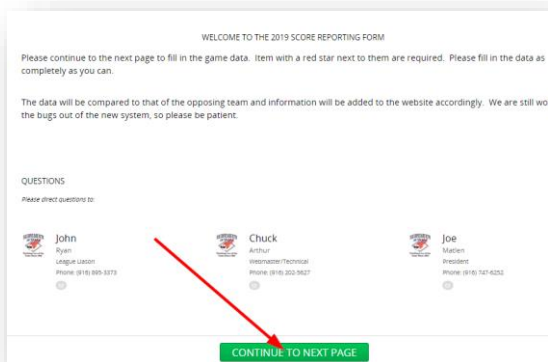 WELCOME TO THE 2019 SCORE REPORTING FORM
Please continue to the next page to fill in the game data. Item with a red star next to them are required. Please fill in the data as
completely as you can.
The data will be compared to that of the opposing team and information will be added to the website accordingly. We are still wo
the bugs out of the new system, so please be patient.
QUESTIONS
Please direct questions to:
John
Ryan
League Liason
Phone: (916) 695-3373
Chuck
Arthur
Webmaster/Technical
Phone: (916) 202-5627
Joe
Matlen
President
Phone: (916) 747-6252
CONTINUE TO NEXT PAGE